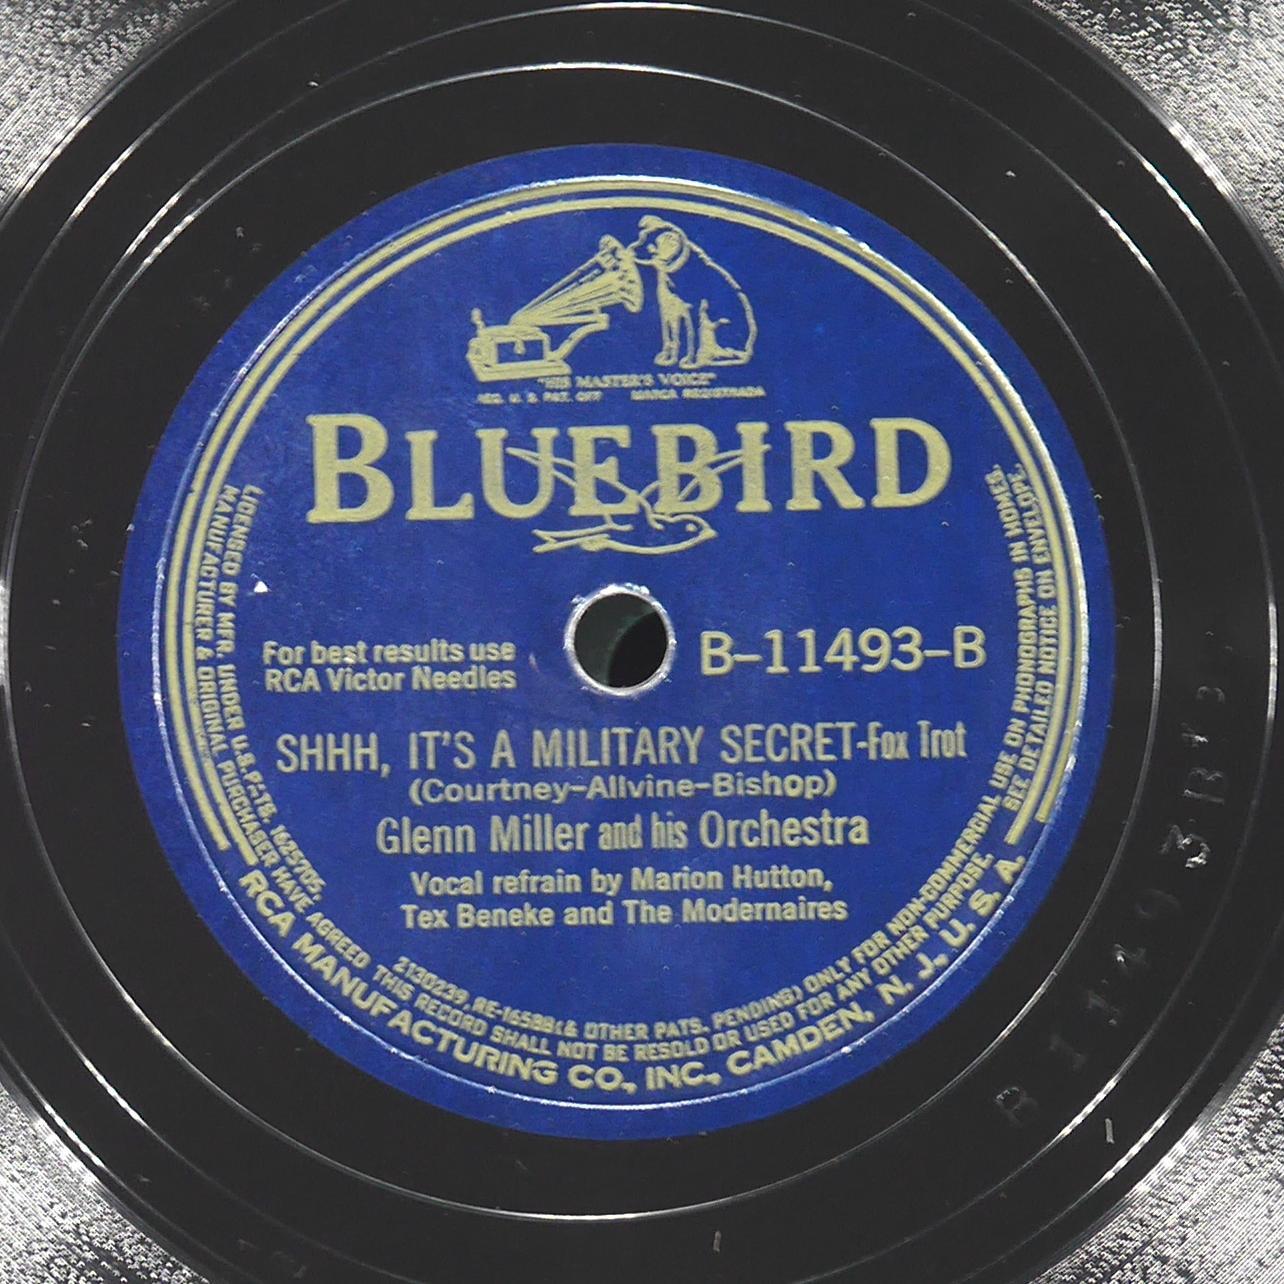 "HIS MASTER'S VOICE"
REG. U. S. PAT. OFF MARCA REGISTRADA
BLUEBIRD
For best results use
RCA Victor Needles
B-11493-B
SHHH, IT'S A MILITARY SECRET-Fox Trot
(Courtney-Allvine-Bishop)
Glenn Miller and his Orchestra
Vocal refrain by Marion Hutton,
Tex Beneke and The Modernaires
LICENSED BY MFR. UNDER U.S. PATS. 1625705, 2130239, RE-16588 (& OTHER PATS. PENDING) ONLY FOR NON-COMMERCIAL USE ON PHONOGRAPHS IN HOMES.
MANUFACTURER & ORIGINAL PURCHASER HAVE AGREED THIS RECORD SHALL NOT BE RESOLD OR USED FOR ANY OTHER PURPOSE. SEE DETAILED NOTICE ON ENVELOPE.
RCA MANUFACTURING CO., INC., CAMDEN, N. J., U. S. A.
B 11493 3B